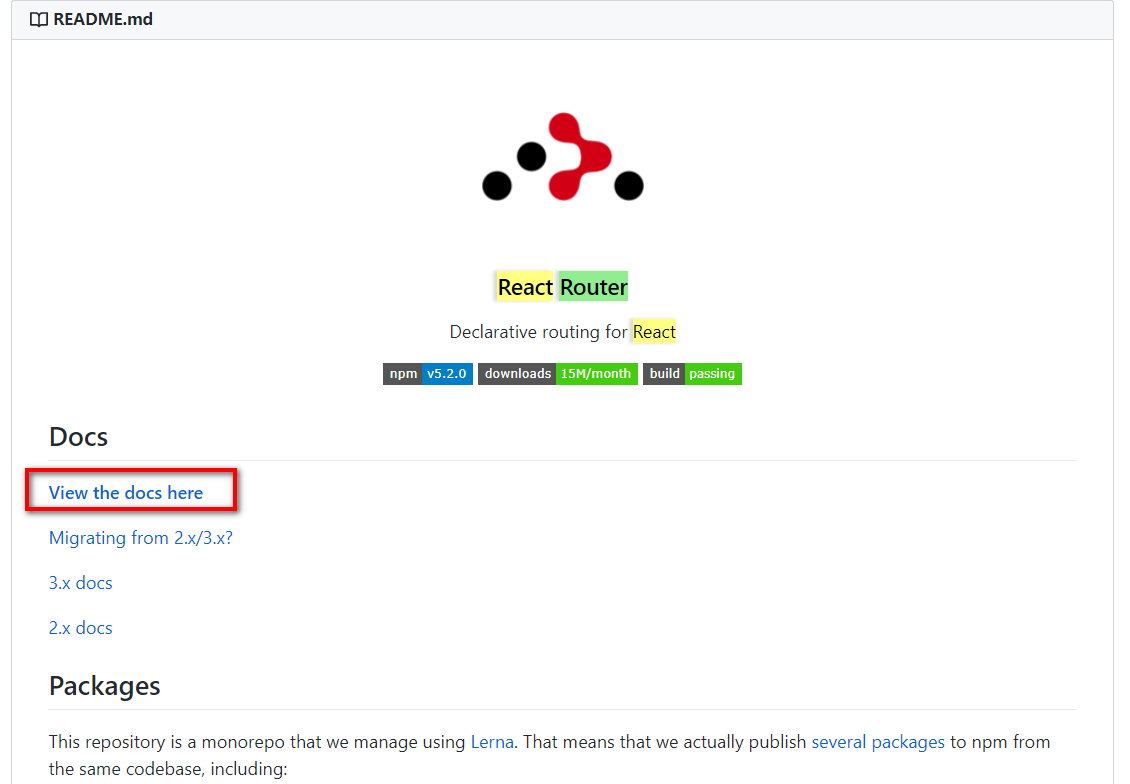 README.md
React Router
Declarative routing for React
npm v5.2.0 downloads 15M/month build passing
Docs
View the docs here
Migrating from 2.x/3.x?
3.x docs
2.x docs
Packages
This repository is a monorepo that we manage using Lerna. That means that we actually publish several packages to npm from
the same codebase, including: